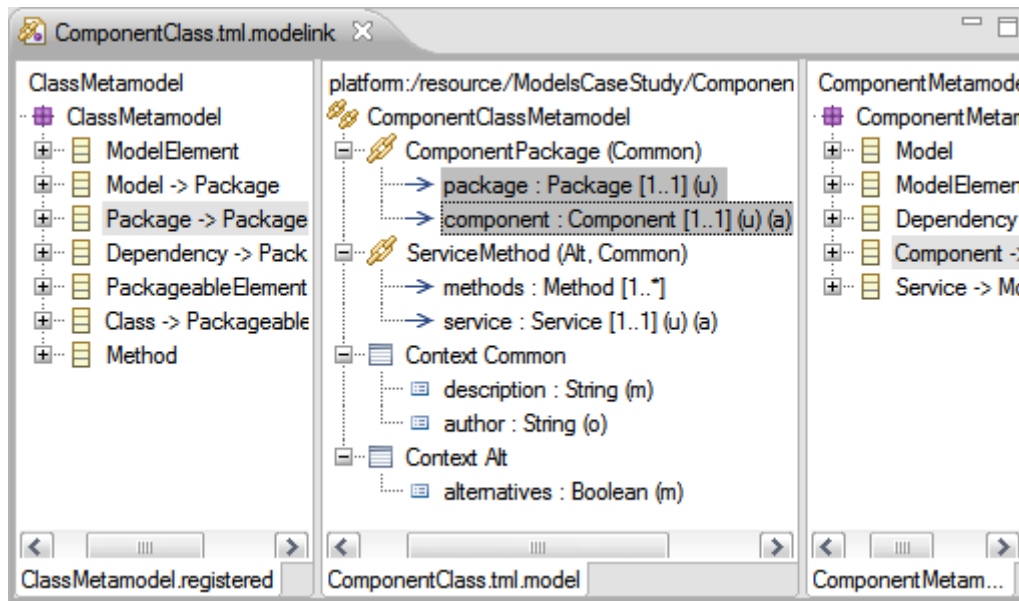 ComponentClass.tml.modelink
ClassMetamodel
ClassMetamodel
ModelElement
Model -> Package
Package -> Package
Dependency -> Pack
PackageableElement
Class -> Packageable
Method
ClassMetamodel.registered
platform:/resource/ModelsCaseStudy/Componen
ComponentClassMetamodel
ComponentPackage (Common)
package : Package [1..1] (u)
component : Component [1..1] (u) (a)
ServiceMethod (Alt, Common)
methods : Method [1..*]
service : Service [1..1] (u) (a)
Context Common
description : String (m)
author : String (o)
Context Alt
alternatives : Boolean (m)
ComponentClass.tml.model
ComponentMetamode
ComponentMetam
Model
ModelElemen
Dependency
Component -
Service -> Mo
ComponentMetam...